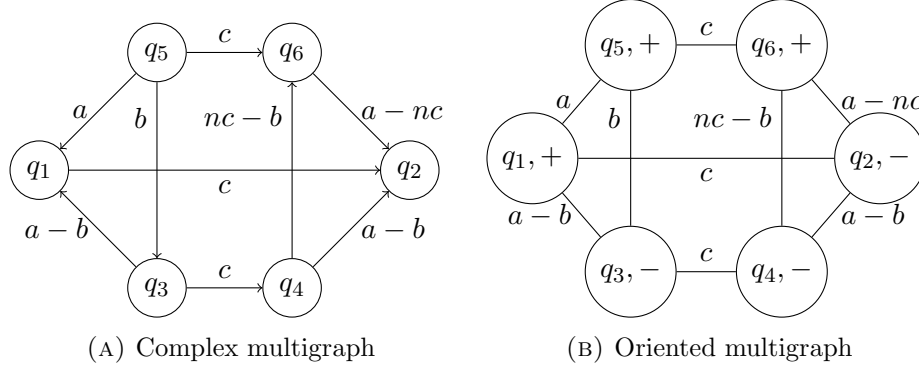 q5 c q6 q5, + c q6, +
a b nc − b a − nc a b nc − b a − nc
q1 c q2 q1, + c q2, −
a − b a − b a − b a − b
q3 c q4 q3, − c q4, −
(A) Complex multigraph (B) Oriented multigraph